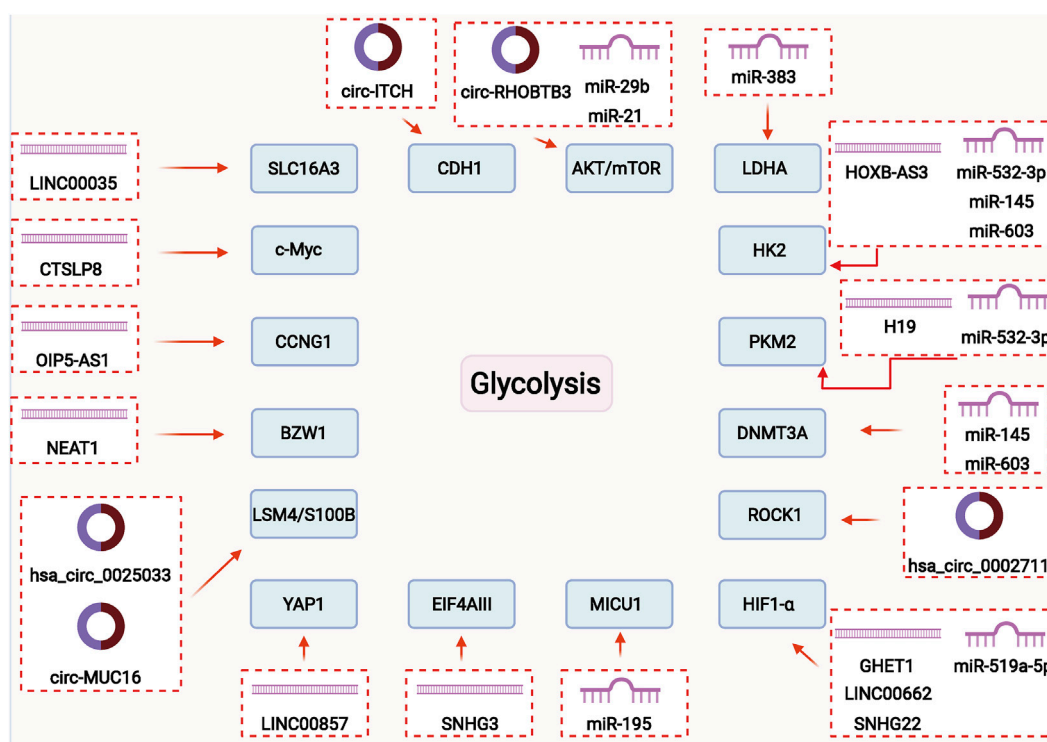 circ-ITCH
circ-RHOBTB3
miR-29b
miR-21
miR-383
LINC00035
SLC16A3
CDH1
AKT/mTOR
LDHA
HOXB-AS3
miR-532-3p
miR-145
miR-603
CTSLP8
c-Myc
HK2
OIP5-AS1
CCNG1
PKM2
H19
miR-532-3p
Glycolysis
NEAT1
BZW1
DNMT3A
miR-145
miR-603
hsa_circ_0025033
circ-MUC16
LSM4/S100B
ROCK1
hsa_circ_0002711
YAP1
EIF4AIII
MICU1
HIF1-α
LINC00857
SNHG3
miR-195
GHET1
LINC00662
SNHG22
miR-519a-5p